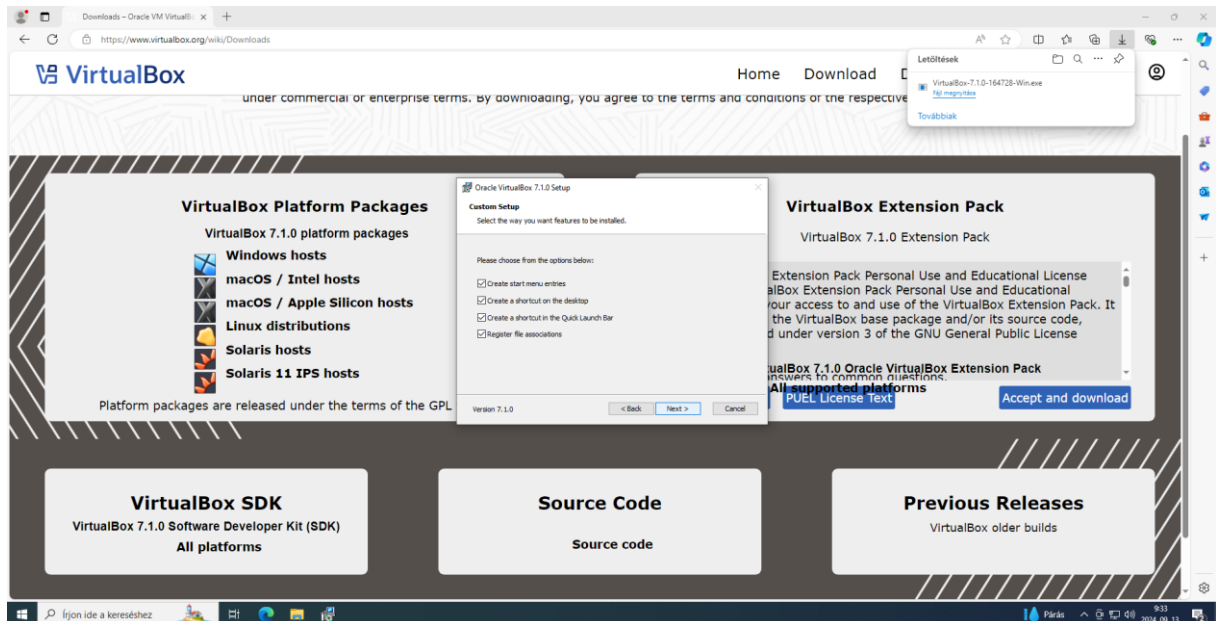 Downloads – Oracle VM VirtualBo
https://www.virtualbox.org/wiki/Downloads
VirtualBox
Home Download
Letöltések
VirtualBox-7.1.0-164728-Win.exe
Fájl megnyitása
Továbbiak
under commercial or enterprise terms. By downloading, you agree to the terms and conditions of the respective
VirtualBox Platform Packages
VirtualBox 7.1.0 platform packages
Windows hosts
macOS / Intel hosts
macOS / Apple Silicon hosts
Linux distributions
Solaris hosts
Solaris 11 IPS hosts
Platform packages are released under the terms of the GPL
Oracle VirtualBox 7.1.0 Setup
Custom Setup
Select the way you want features to be installed.
Please choose from the options below:
Create start menu entries
Create a shortcut on the desktop
Create a shortcut in the Quick Launch Bar
Register file associations
Version 7.1.0
< Back Next > Cancel
VirtualBox Extension Pack
VirtualBox 7.1.0 Extension Pack
Extension Pack Personal Use and Educational License
alBox Extension Pack Personal Use and Educational
your access to and use of the VirtualBox Extension Pack. It
the VirtualBox base package and/or its source code,
d under version 3 of the GNU General Public License
tualBox 7.1.0 Oracle VirtualBox Extension Pack
answers to common questions.
All supported platforms
PUEL License Text
Accept and download
VirtualBox SDK
VirtualBox 7.1.0 Software Developer Kit (SDK)
All platforms
Source Code
Source code
Previous Releases
VirtualBox older builds
Írjon ide a kereséshez
Párás
9:33
2024. 09. 13.